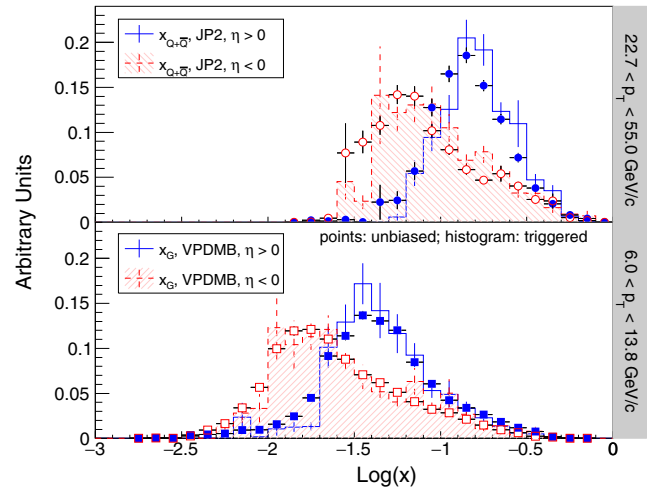 0.2
0.15
0.1
0.05
0
x_{Q+\overline{Q}}, JP2, η > 0
x_{Q+\overline{Q}}, JP2, η < 0
22.7 < p_T < 55.0 GeV/c
Arbitrary Units
points: unbiased; histogram: triggered
0.2
0.15
0.1
0.05
0
x_G, VPDMB, η > 0
x_G, VPDMB, η < 0
6.0 < p_T < 13.8 GeV/c
−3 −2.5 −2 −1.5 −1 −0.5 0
Log(x)